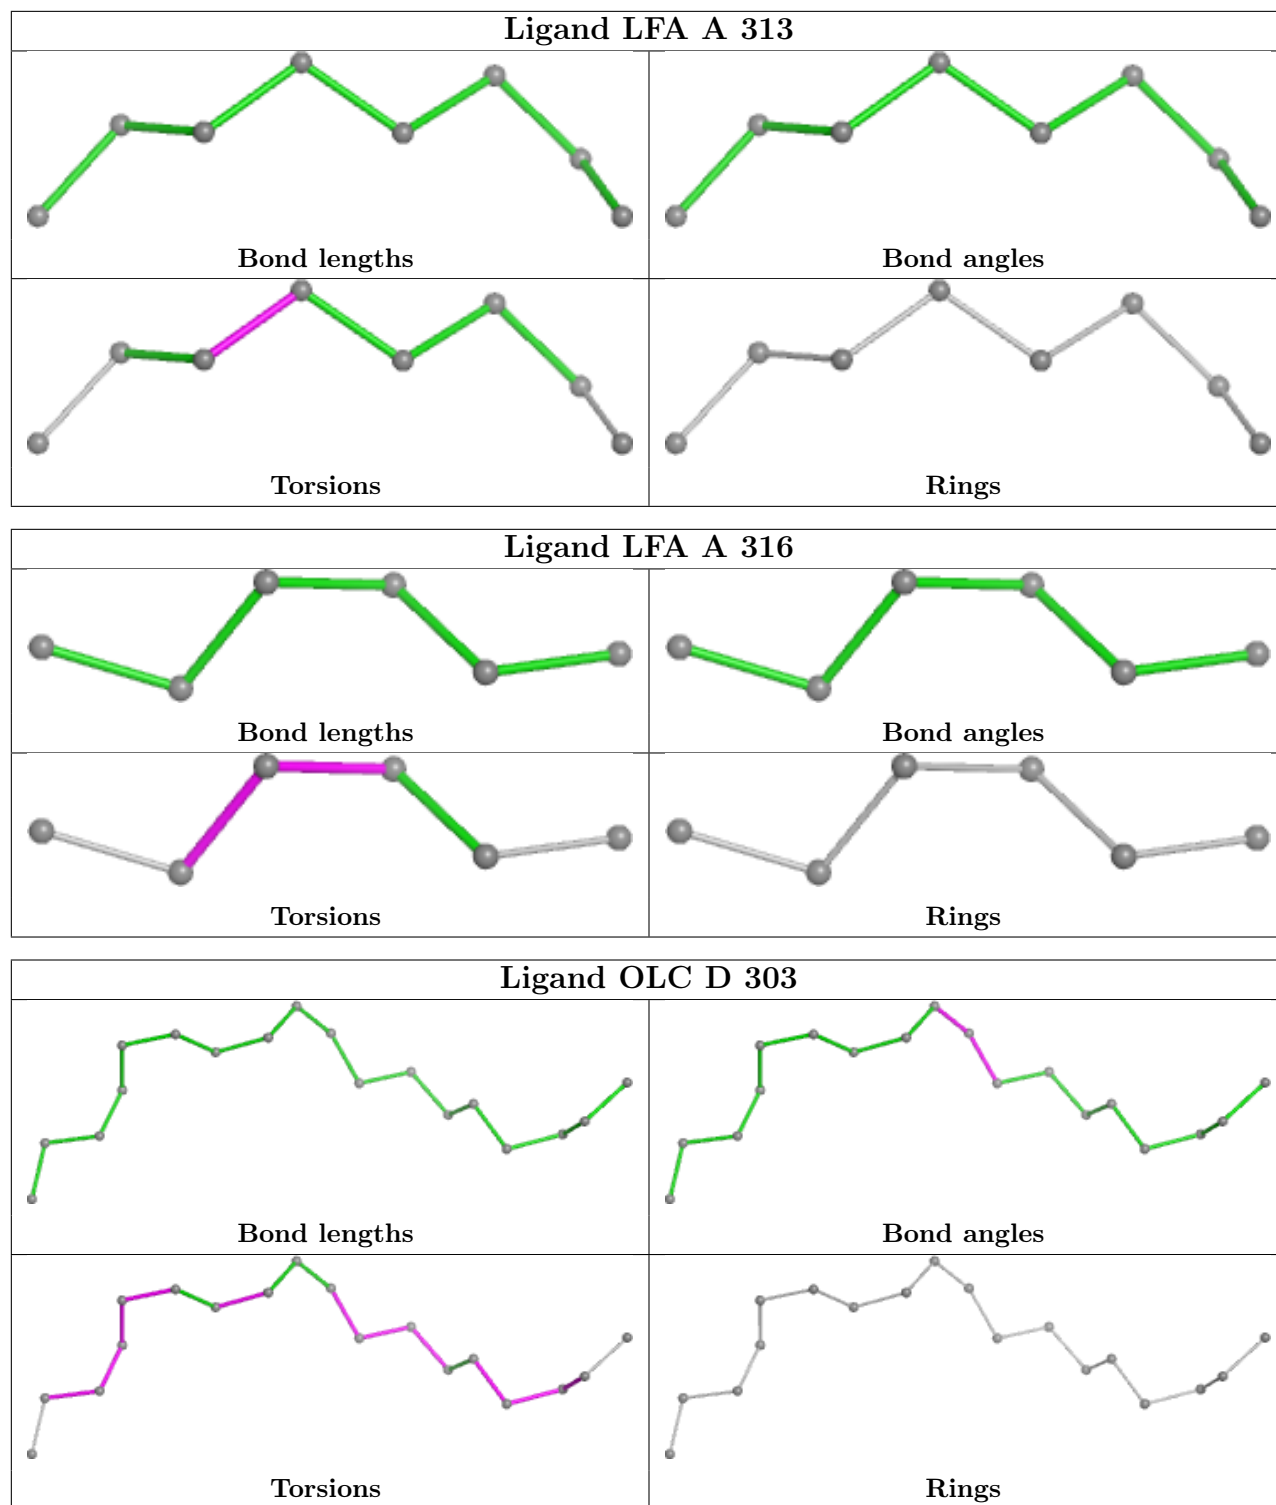 Ligand LFA A 313
Bond lengths
Bond angles
Torsions
Rings
Ligand LFA A 316
Bond lengths
Bond angles
Torsions
Rings
Ligand OLC D 303
Bond lengths
Bond angles
Torsions
Rings